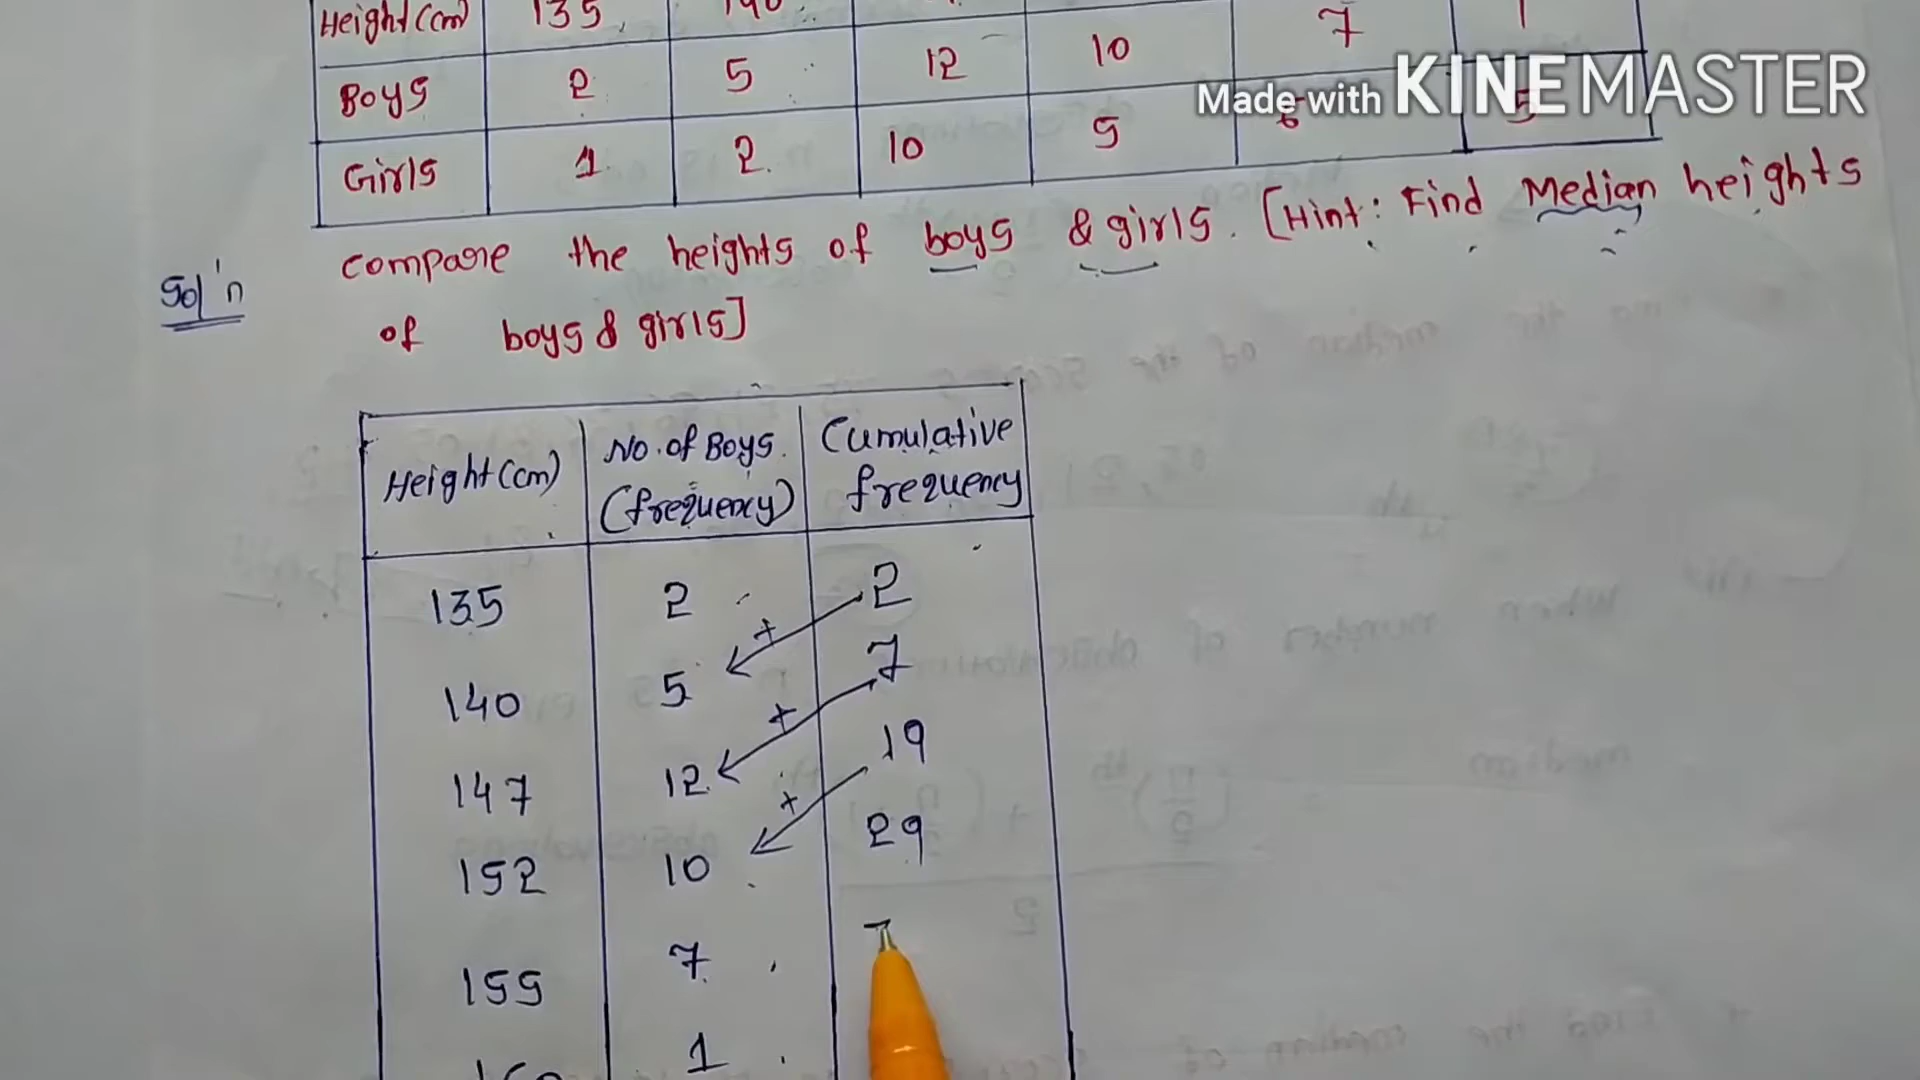 Height (cm) 135
Boys 2 5 12 10 7 1
Made with KINEMASTER
Girls 1 2 10 5
compare the heights of boys & girls. [Hint: Find Median heights
Sol'n
of boys & girls]
Height (cm) No. of Boys (frequency) Cumulative frequency
135 2 2
+
140 5 7
+
147 12 19
+
152 10 29
155 7
1